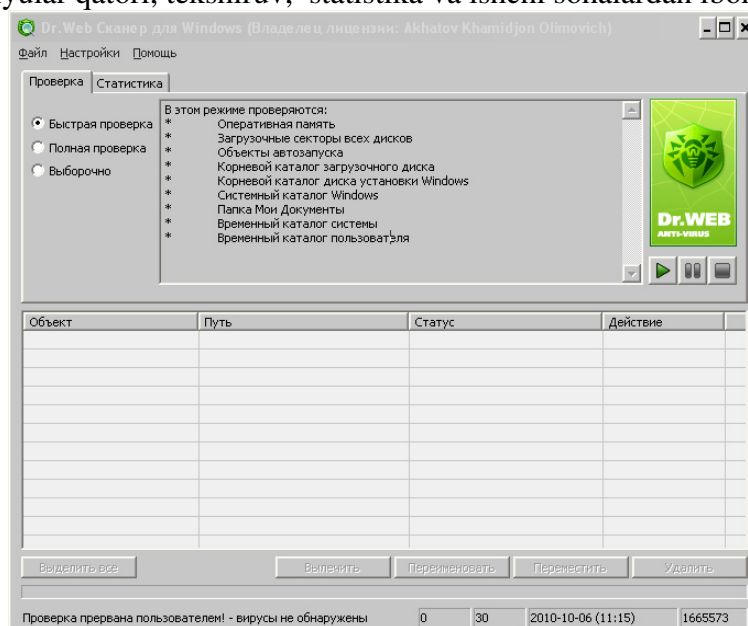 qatori, tekshiruv, statistika va ishchi sohalardan
Dr.Web Сканер для Windows (Владелец лицензии: Akhatov Khamidjon Olimovich)
Файл Настройки Помощь
Проверка Статистика
Быстрая проверка
Полная проверка
Выборочно
В этом режиме проверяются:
* Оперативная память
* Загрузочные секторы всех дисков
* Объекты автозапуска
* Корневой каталог загрузочного диска
* Корневой каталог диска установки Windows
* Системный каталог Windows
* Папка Мои Документы
* Временный каталог системы
* Временный каталог пользователя
Dr.WEB
ANTI-VIRUS
Объект Путь Статус Действие
Выделить все Вылечить Переименовать Переместить Удалить
Проверка прервана пользователем! - вирусы не обнаружены 0 30 2010-10-06 (11:15) 1665573